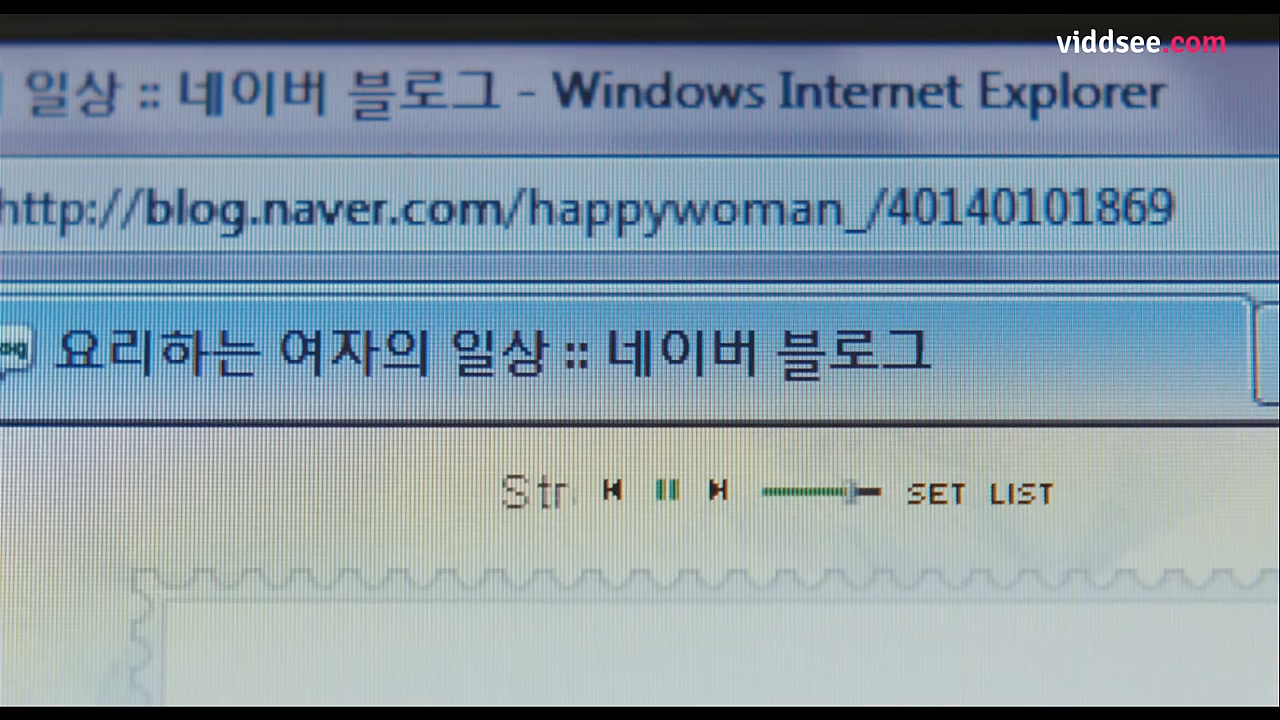 viddsee.com
일상 :: 네이버 블로그 - Windows Internet Explorer
http://blog.naver.com/happywoman_/40140101869
요리하는 여자의 일상 :: 네이버 블로그
Str SET LIST